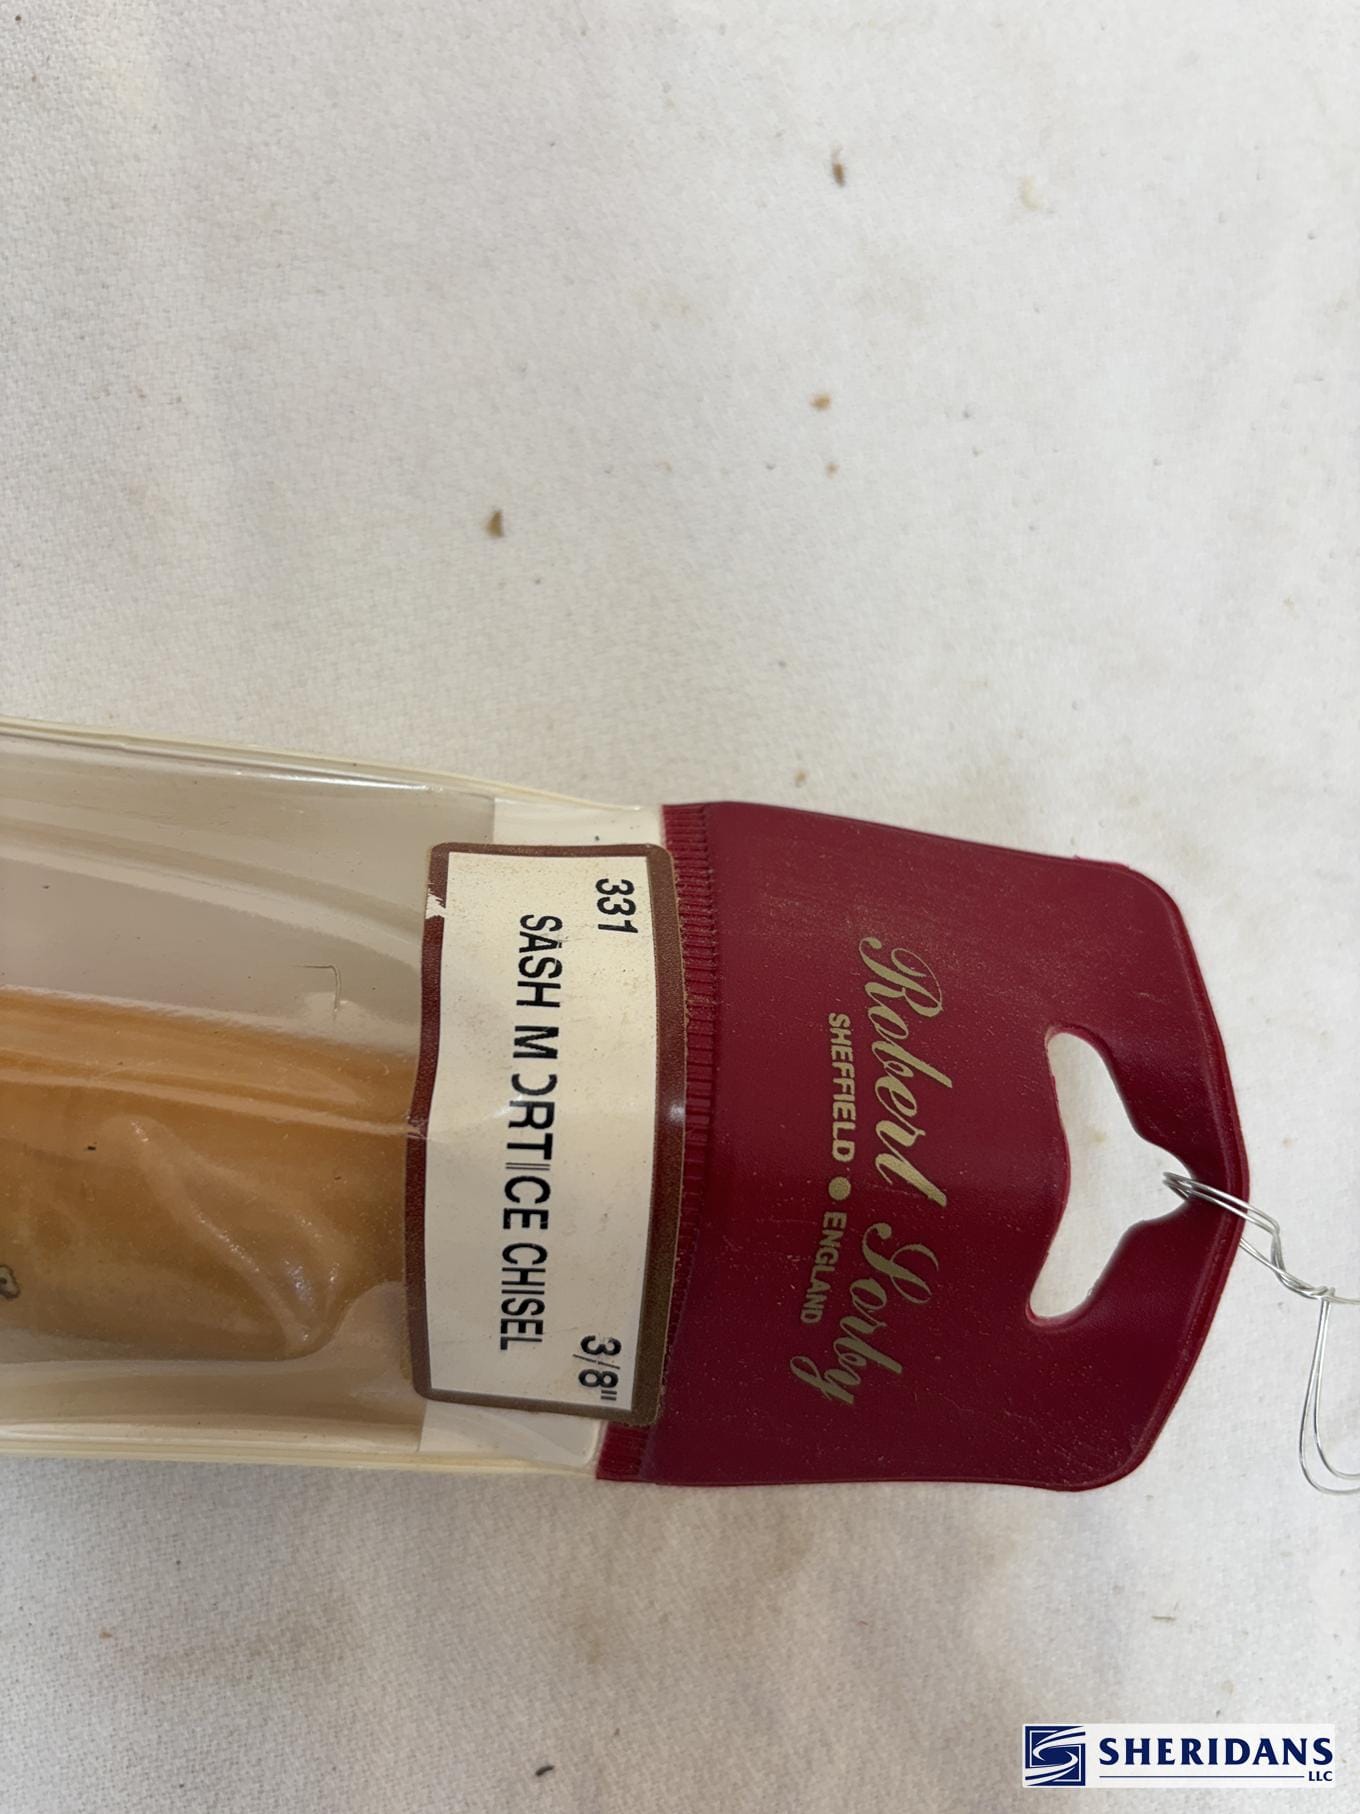 Robert Sorby
SHEFFIELD ● ENGLAND
331 3/8"
SASH MORTICE CHISEL
SHERIDANS
LLC